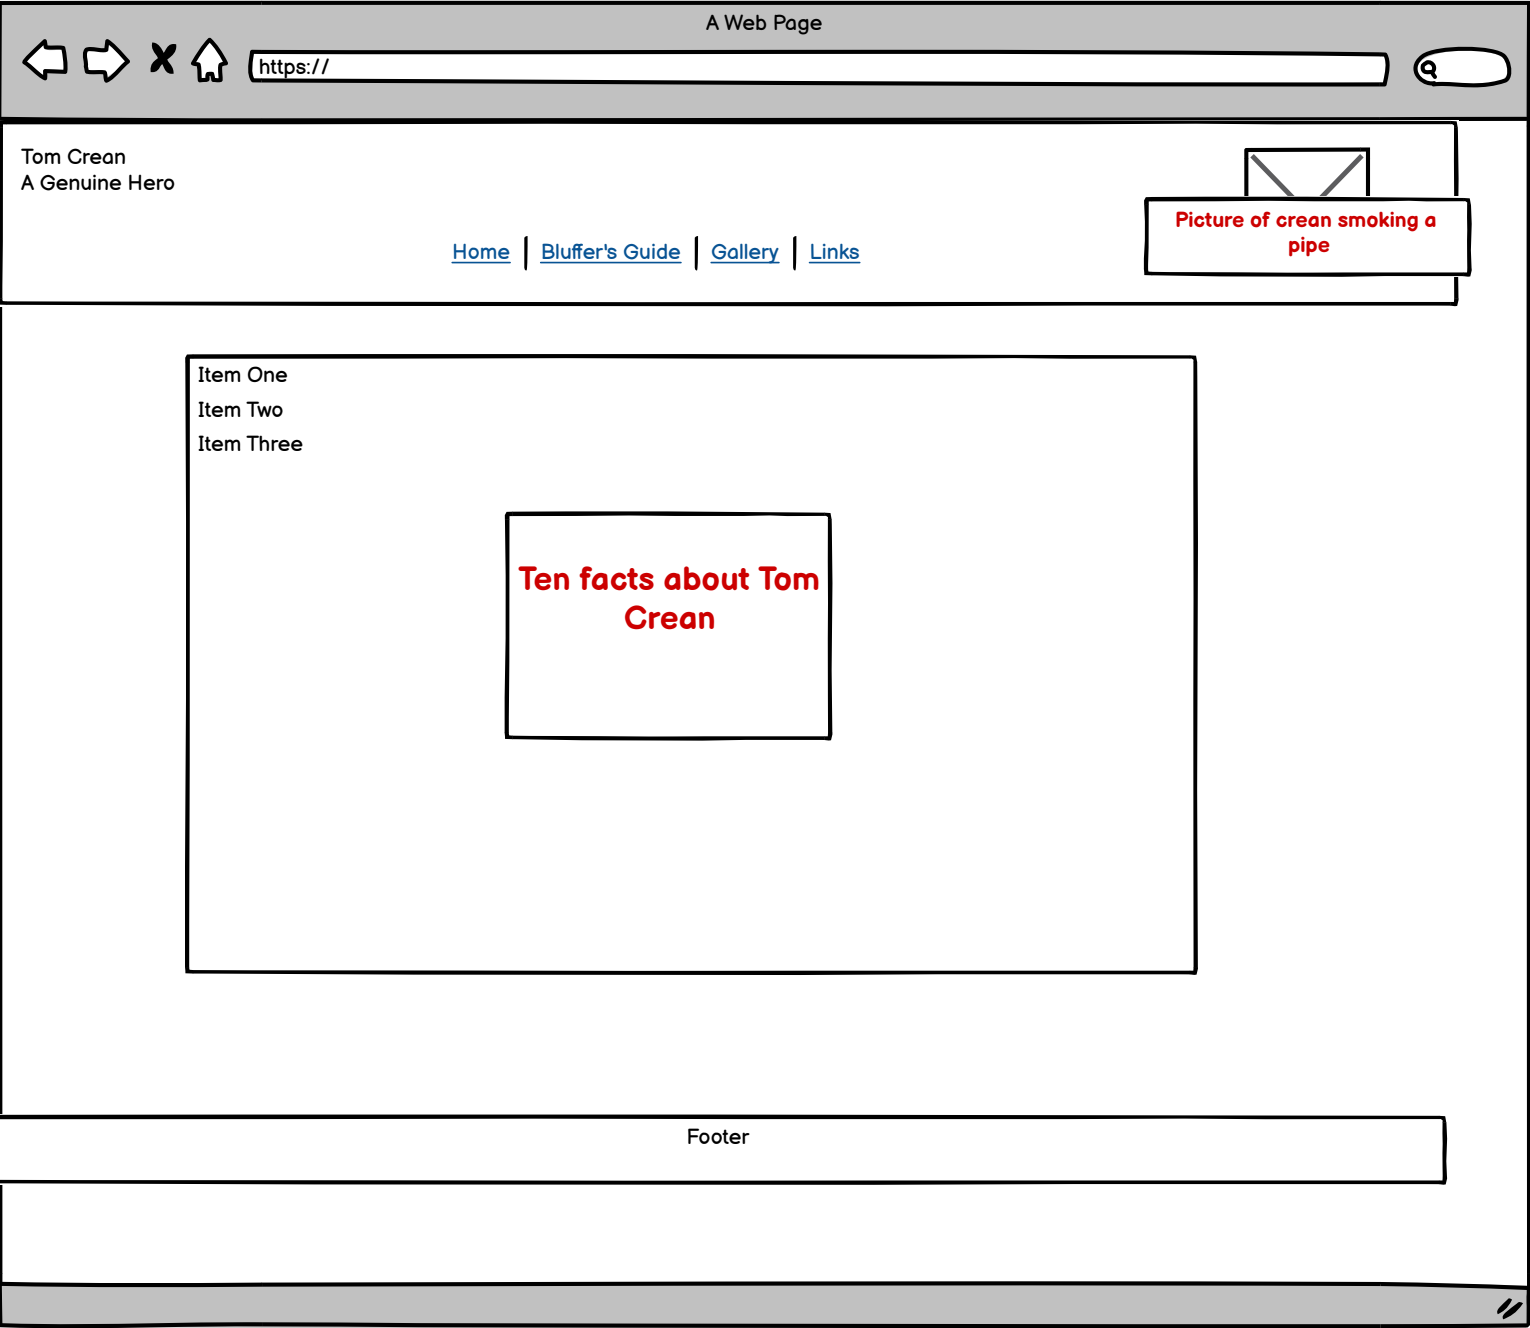 A Web Page
https://
Tom Crean
A Genuine Hero
Picture of crean smoking a
pipe
Home Bluffer's Guide Gallery Links
Item One
Item Two
Item Three
Ten facts about Tom
Crean
Footer